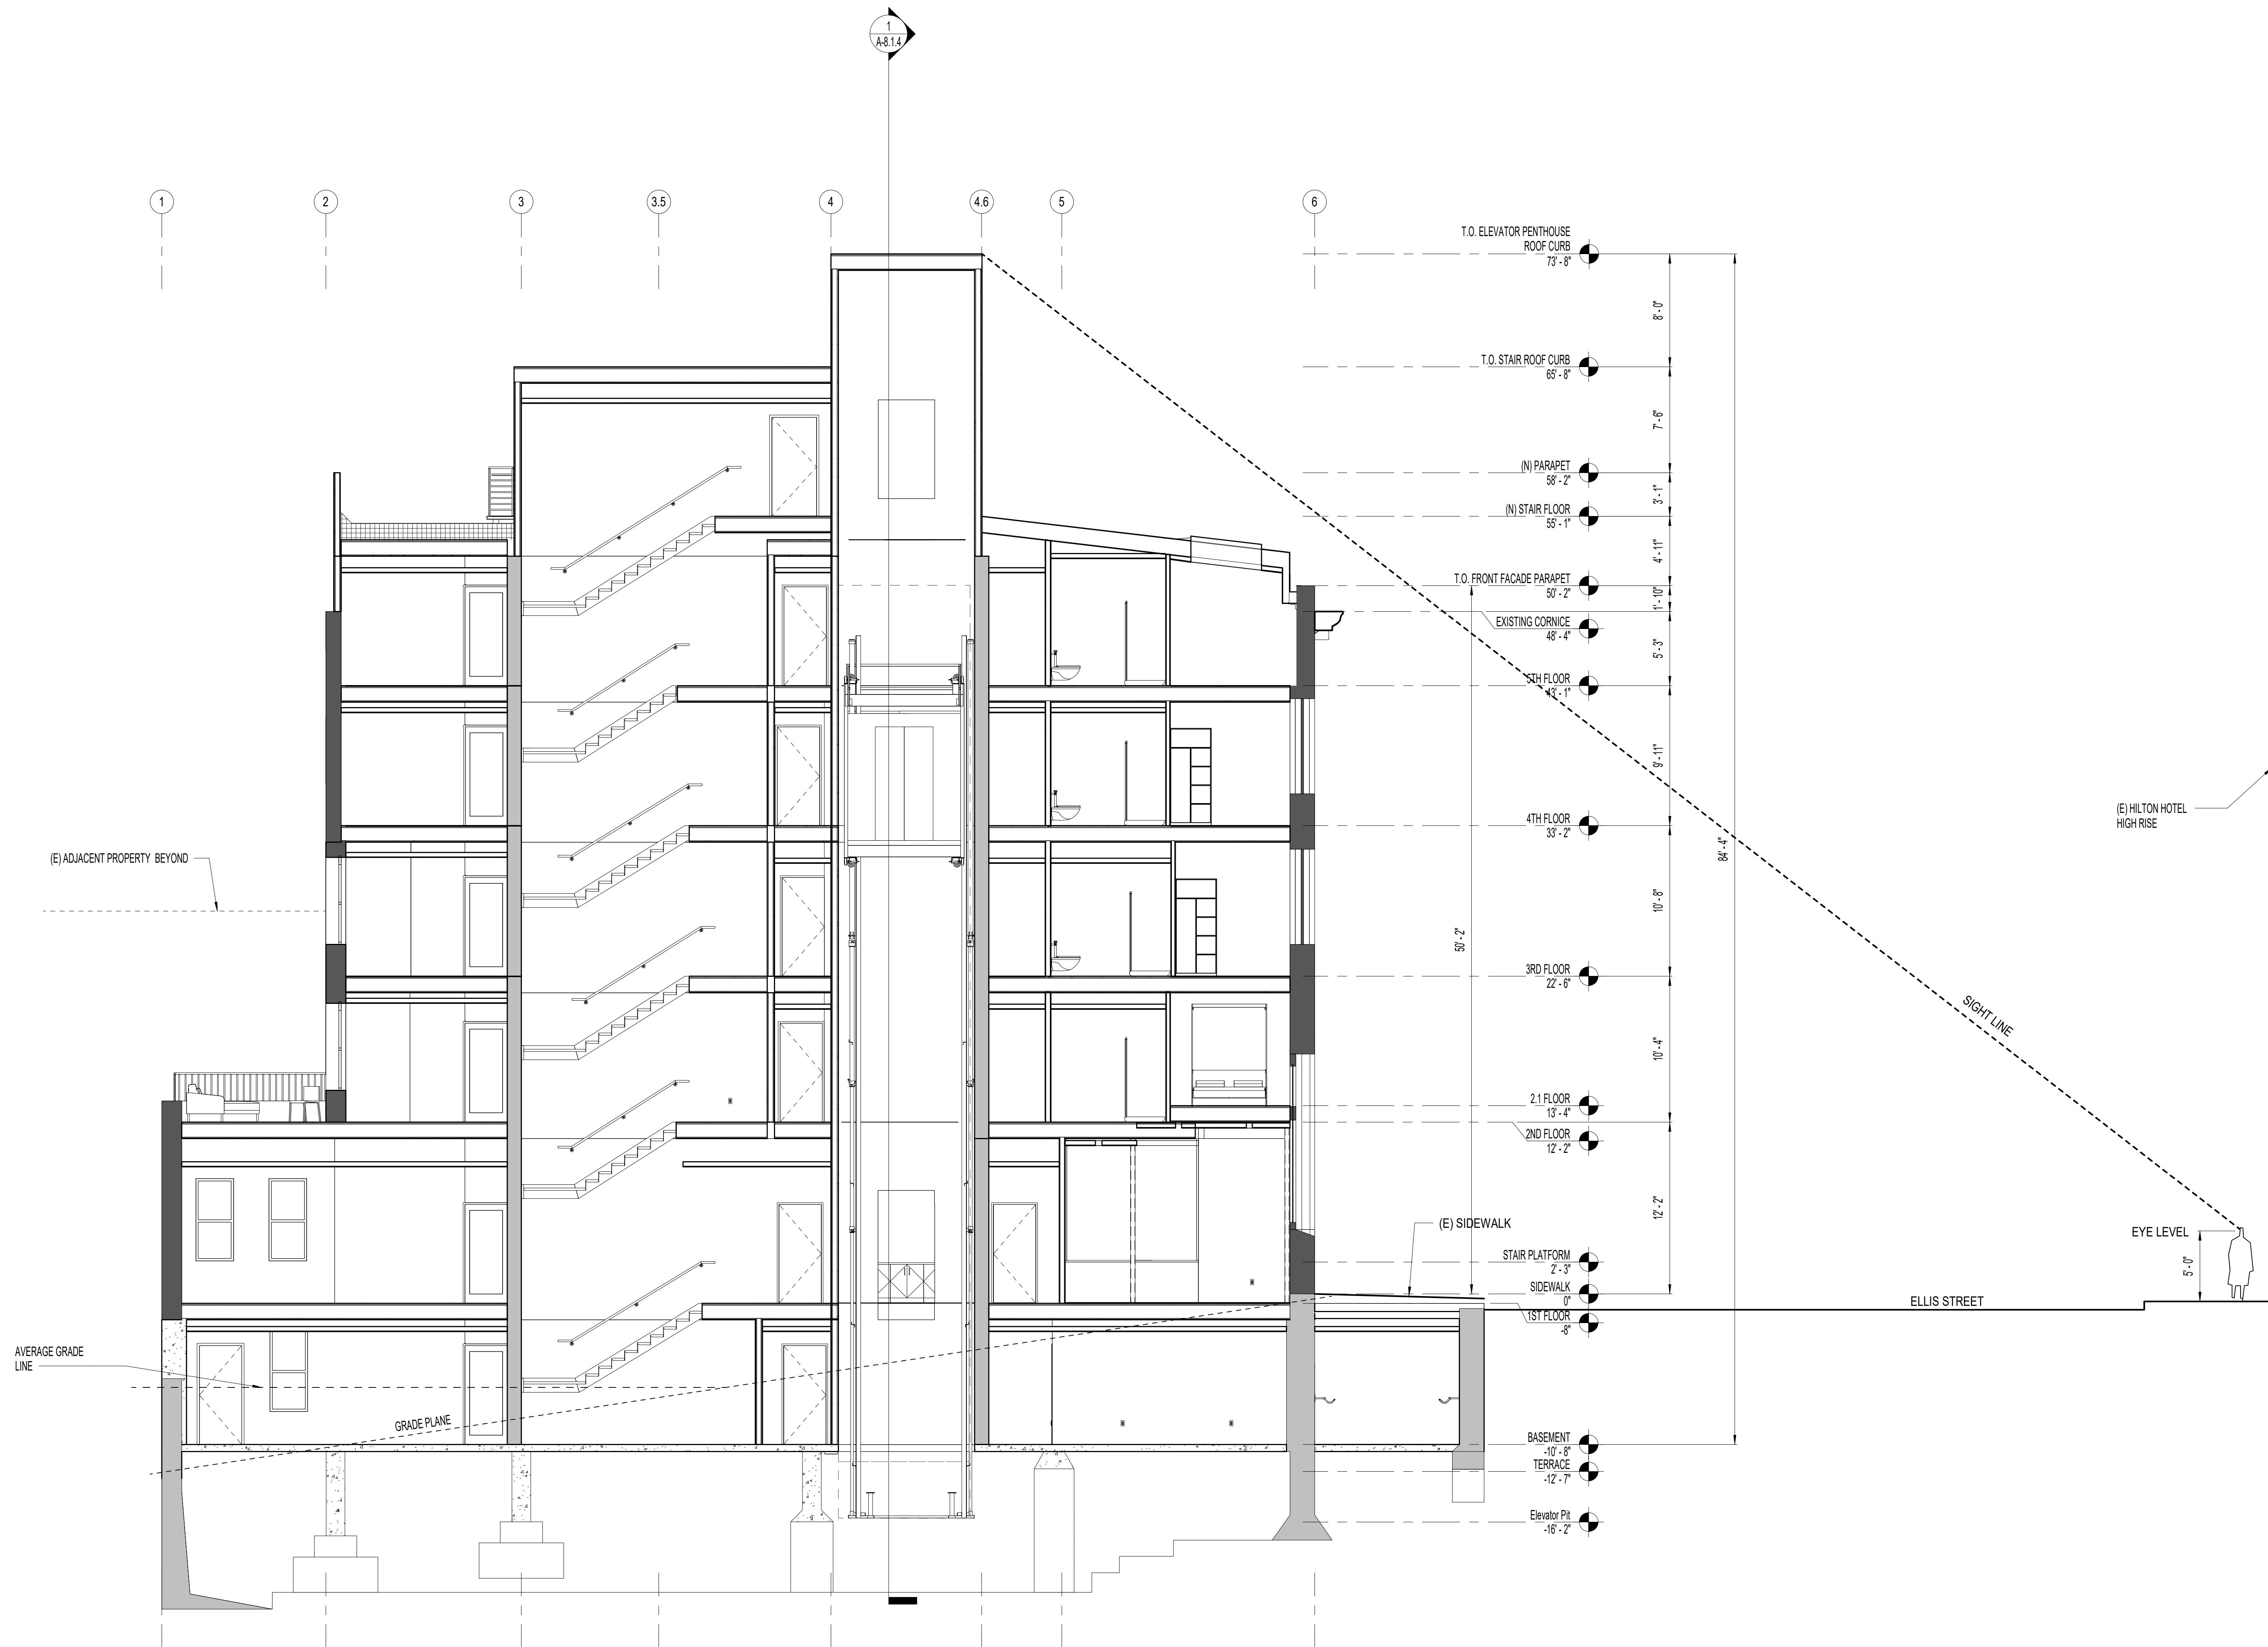 1
A-8.1.4
1
2
3
3.5
4
4.6
5
6
T.O. ELEVATOR PENTHOUSE
ROOF CURB
73' - 8"
8' - 0"
T.O. STAIR ROOF CURB
65' - 8"
7' - 6"
(N) PARAPET
58' - 2"
3' - 1"
(N) STAIR FLOOR
55' - 1"
4' - 11"
T.O. FRONT FACADE PARAPET
50' - 2"
1' - 10"
EXISTING CORNICE
48' - 4"
5' - 3"
5TH FLOOR
43' - 1"
9' - 11"
4TH FLOOR
33' - 2"
84' - 4"
10' - 8"
50' - 2"
3RD FLOOR
22' - 6"
10' - 4"
2.1 FLOOR
13' - 4"
2ND FLOOR
12' - 2"
12' - 2"
(E) SIDEWALK
STAIR PLATFORM
2' - 3"
SIDEWALK
0"
1ST FLOOR
-8"
BASEMENT
-10' - 8"
TERRACE
-12' - 7"
Elevator Pit
-16' - 2"
(E) HILTON HOTEL
HIGH RISE
SIGHT LINE
EYE LEVEL
5' - 0"
ELLIS STREET
(E) ADJACENT PROPERTY BEYOND
AVERAGE GRADE
LINE
GRADE PLANE